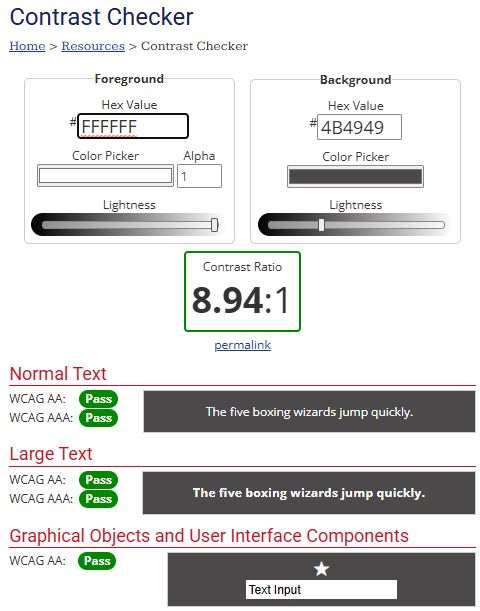 Contrast Checker
Home > Resources > Contrast Checker
Foreground
Hex Value
# FFFFFF
Color Picker Alpha
1
Lightness
Background
Hex Value
# 4B4949
Color Picker
Lightness
Contrast Ratio
8.94:1
permalink
Normal Text
WCAG AA: Pass
WCAG AAA: Pass
The five boxing wizards jump quickly.
Large Text
WCAG AA: Pass
WCAG AAA: Pass
The five boxing wizards jump quickly.
Graphical Objects and User Interface Components
WCAG AA: Pass
Text Input